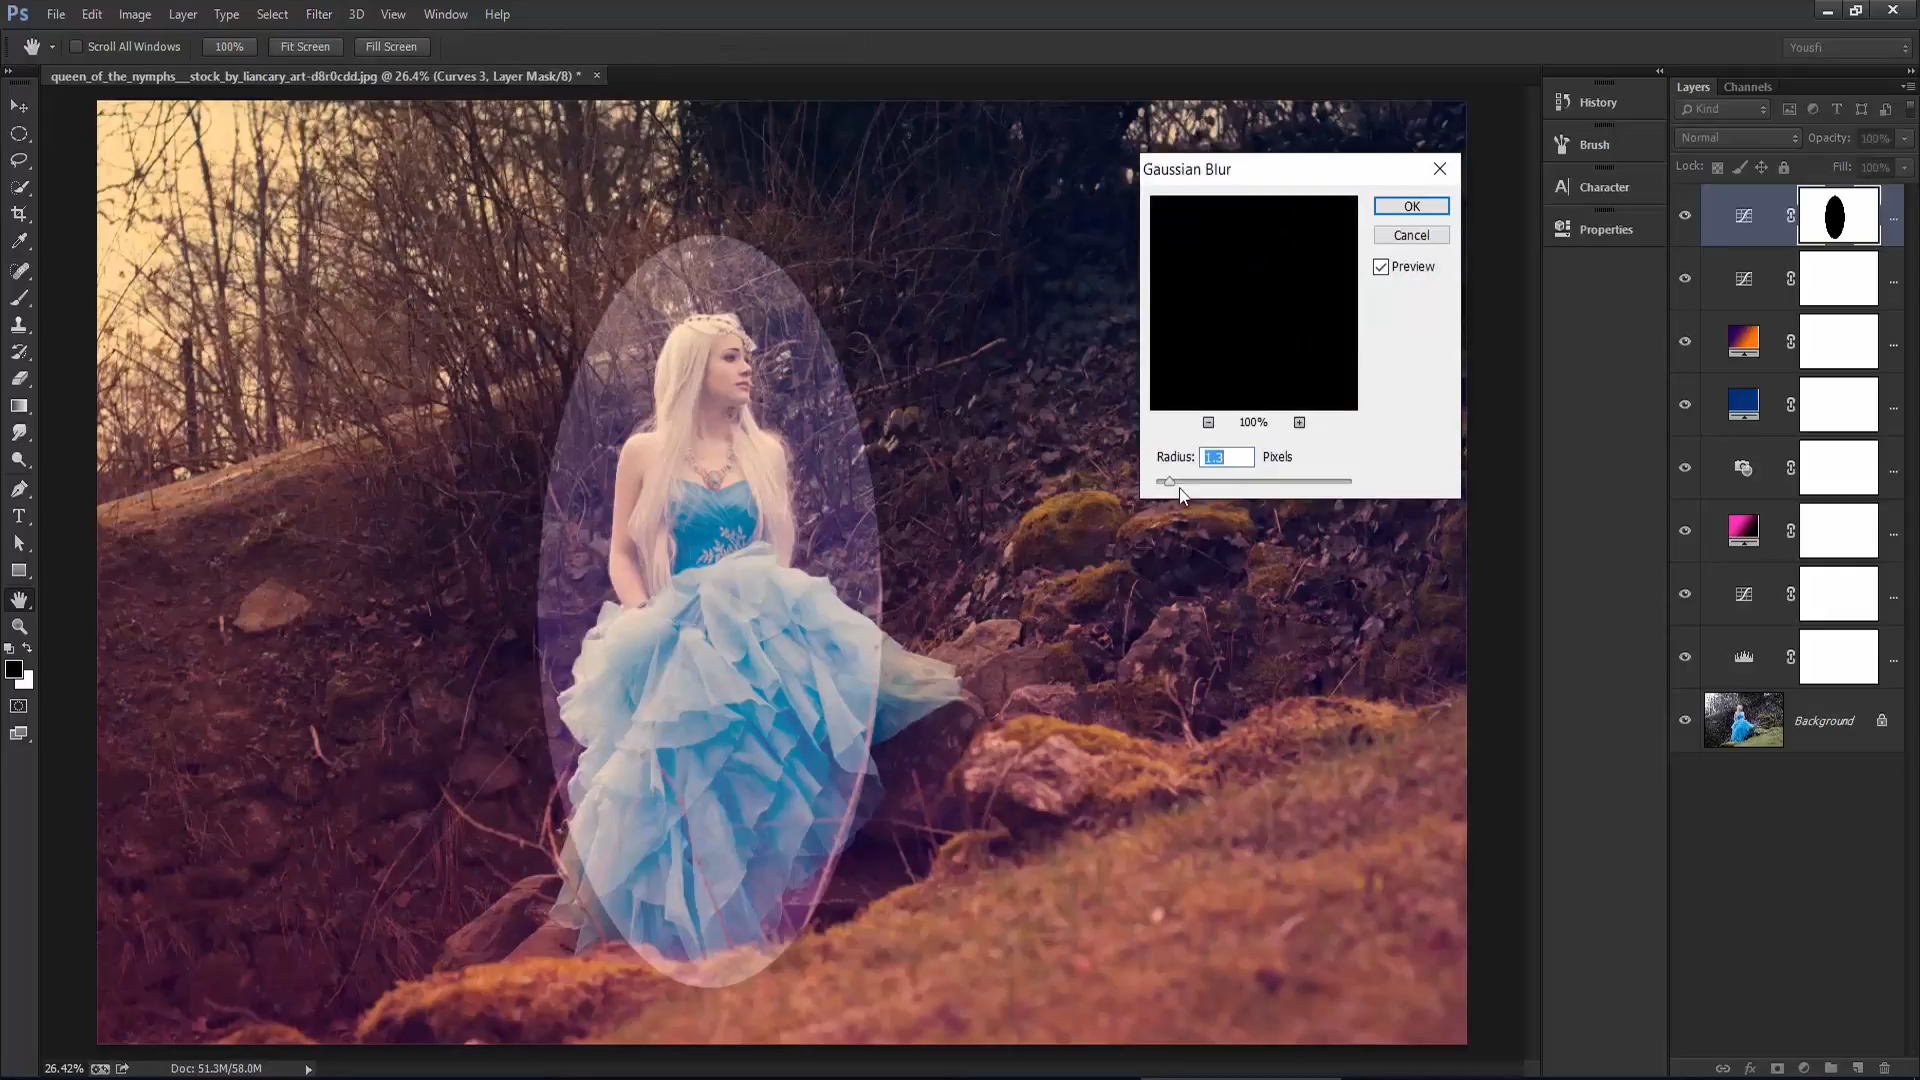 Ps File Edit Image Layer Type Select Filter 3D View Window Help
Scroll All Windows 100% Fit Screen Fill Screen Yousfi
queen_of_the_nymphs__stock_by_liancary_art-d8r0cdd.jpg @ 26.4% (Curves 3, Layer Mask/8) *
Layers Channels
History
Kind
Brush
Normal Opacity: 100%
Lock: Fill: 100%
Character
Properties
Gaussian Blur
OK
Cancel
Preview
100%
Radius: 1.3 Pixels
Background
26.42% Doc: 51.3M/58.0M